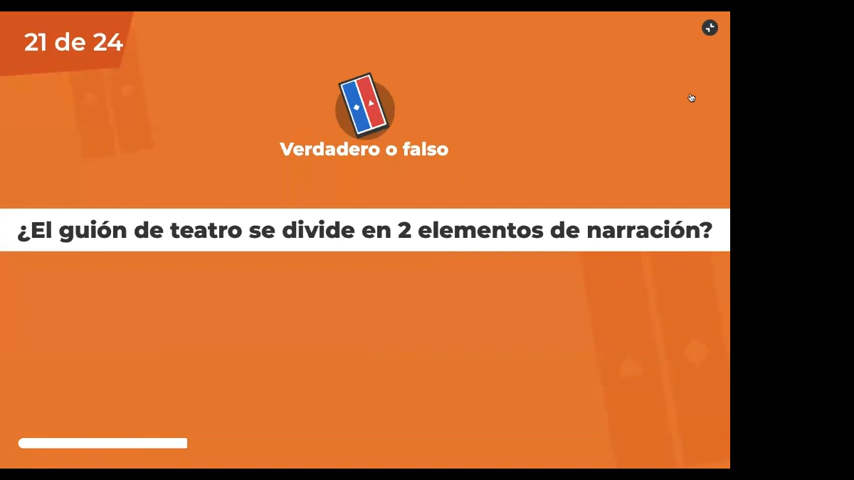 21 de 24
Verdadero o falso
¿El guión de teatro se divide en 2 elementos de narración?